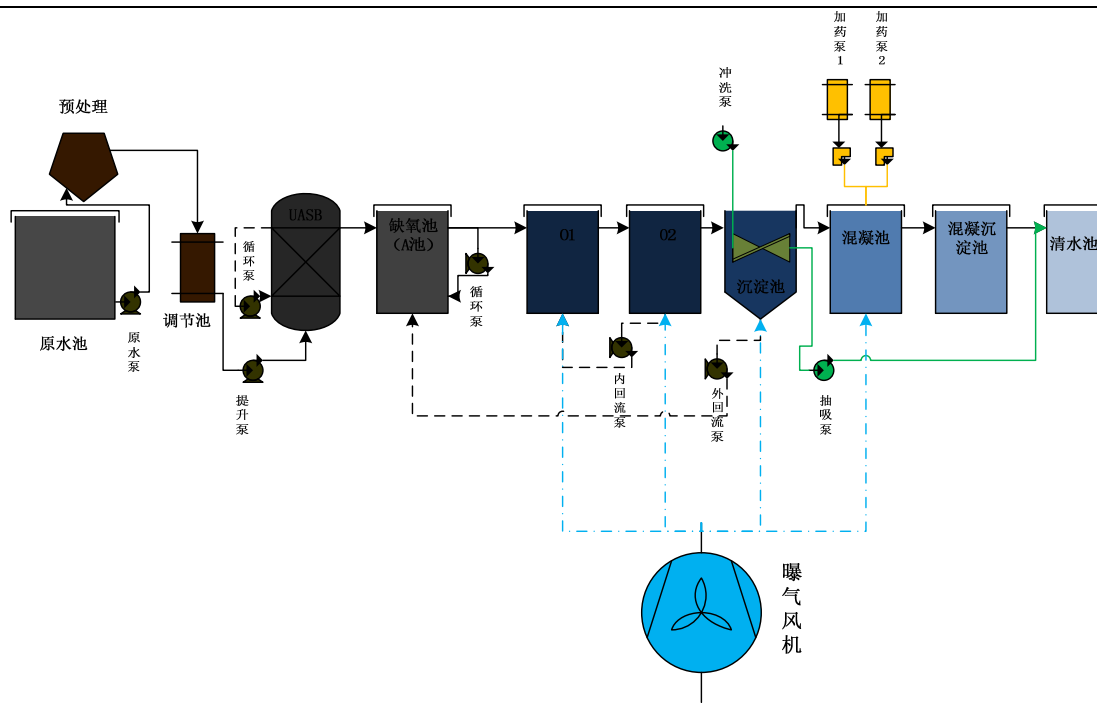 加药泵1
加药泵2
冲洗泵
预处理
UASB
缺氧池
（A池）
O1
O2
混凝池
混凝沉
淀池
清水池
循环泵
沉淀池
循环泵
调节池
原水池
原水泵
内回流泵
外回流泵
抽吸泵
提升泵
曝气风机